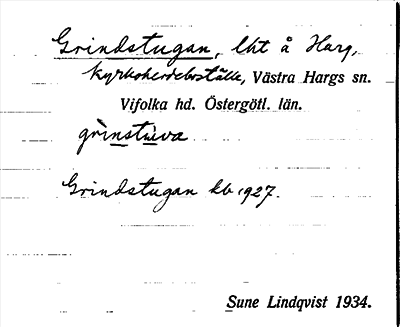 Grindstugan, lht å Harg,
kyrkoherdeboställe, Västra Hargs sn.
Vifolka hd. Östergötl. län.
grinstuva
Grindstugan kb 1927.
Sune Lindqvist 1934.